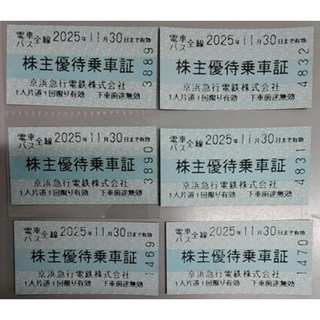 電車バス全線 2025年11月30日まで有効
株主優待乗車証
京浜急行電鉄株式会社
1人片道1回限り有効 下車前途無効
3889
電車バス全線 2025年11月30日まで有効
株主優待乗車証
京浜急行電鉄株式会社
1人片道1回限り有効 下車前途無効
4832
電車バス全線 2025年11月30日まで有効
株主優待乗車証
京浜急行電鉄株式会社
1人片道1回限り有効 下車前途無効
3890
電車バス全線 2025年11月30日まで有効
株主優待乗車証
京浜急行電鉄株式会社
1人片道1回限り有効 下車前途無効
4831
電車バス全線 2025年11月30日まで有効
株主優待乗車証
京浜急行電鉄株式会社
1人片道1回限り有効 下車前途無効
1469
電車バス全線 2025年11月30日まで有効
株主優待乗車証
京浜急行電鉄株式会社
1人片道1回限り有効 下車前途無効
1470